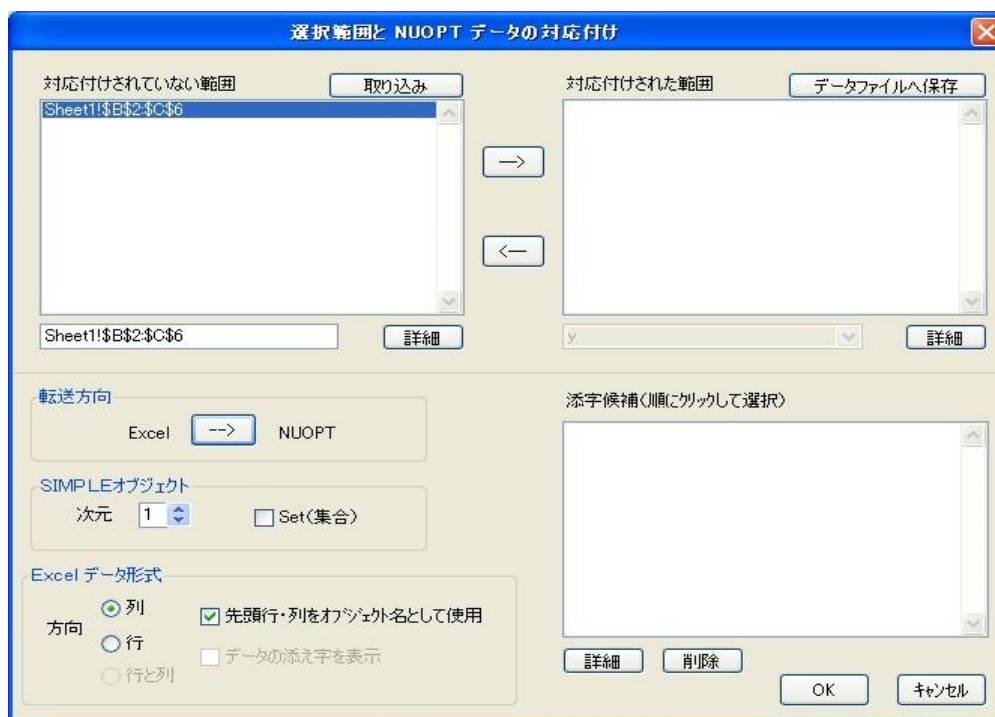 選択範囲と NUOPT データの対応付け
対応付けされていない範囲
取り込み
対応付けされた範囲
データファイルへ保存
Sheet1!$B$2:$C$6
-->
<--
Sheet1!$B$2:$C$6
詳細
y
詳細
転送方向
Excel --> NUOPT
添字候補(順にクリックして選択)
SIMPLEオブジェクト
次元 1 Set(集合)
Excel データ形式
方向
列
先頭行・列をオブジェクト名として使用
行
データの添え字を表示
行と列
詳細
削除
OK
キャンセル